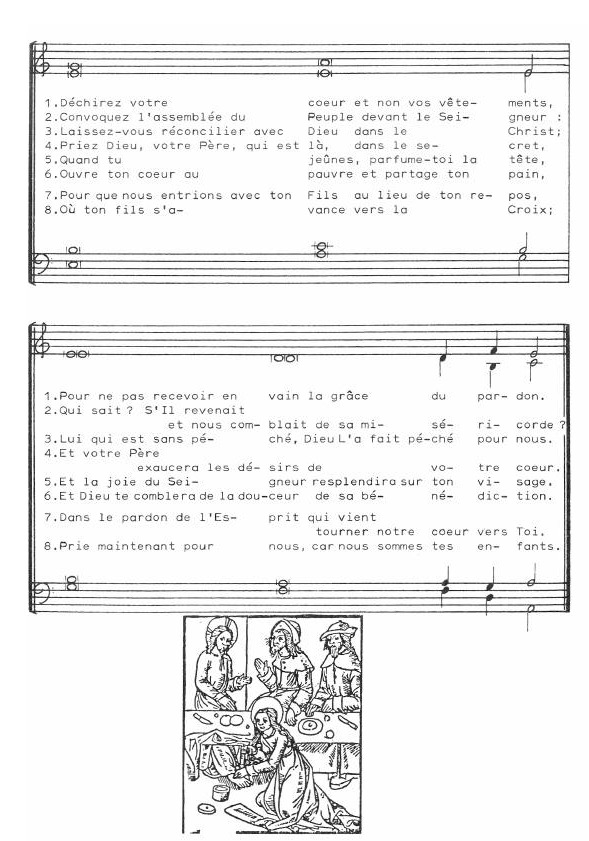 1.Déchirez votre coeur et non vos vête- ments,
2.Convoquez l'assemblée du Peuple devant le Sei- gneur :
3.Laissez-vous réconcilier avec Dieu dans le Christ;
4.Priez Dieu, votre Père, qui est là, dans le se- cret,
5.Quand tu jeûnes, parfume-toi la tête,
6.Ouvre ton coeur au pauvre et partage ton pain,
7.Pour que nous entrions avec ton Fils au lieu de ton re- pos,
8.Où ton fils s'a- vance vers la Croix;
1.Pour ne pas recevoir en vain la grâce du par- don.
2.Qui sait ? S'Il revenait
et nous com- blait de sa mi- sé- ri- corde ?
3.Lui qui est sans pé- ché, Dieu L'a fait pé-ché pour nous.
4.Et votre Père
exaucera les dé- sirs de vo- tre coeur.
5.Et la joie du Sei- gneur resplendira sur ton vi- sage.
6.Et Dieu te comblera de la dou-ceur de sa bé- né- dic- tion.
7.Dans le pardon de l'Es- prit qui vient
tourner notre coeur vers Toi.
8.Prie maintenant pour nous, car nous sommes tes en- fants.